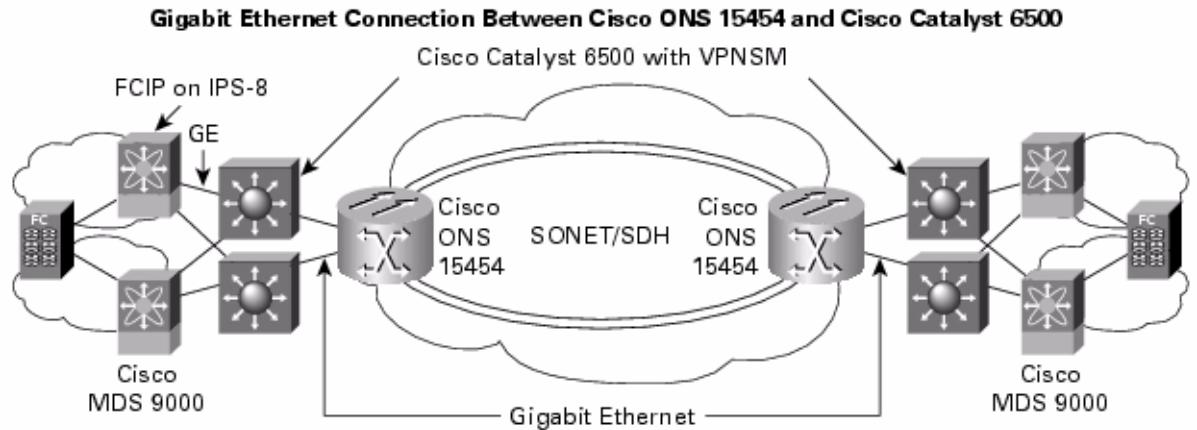 Gigabit Ethernet Connection Between Cisco ONS 15454 and Cisco Catalyst 6500
Cisco Catalyst 6500 with VPNSM
FCIP on IPS-8
GE
FC
Cisco
ONS
15454
SONET/SDH
Cisco
ONS
15454
FC
Cisco
MDS 9000
Gigabit Ethernet
Cisco
MDS 9000